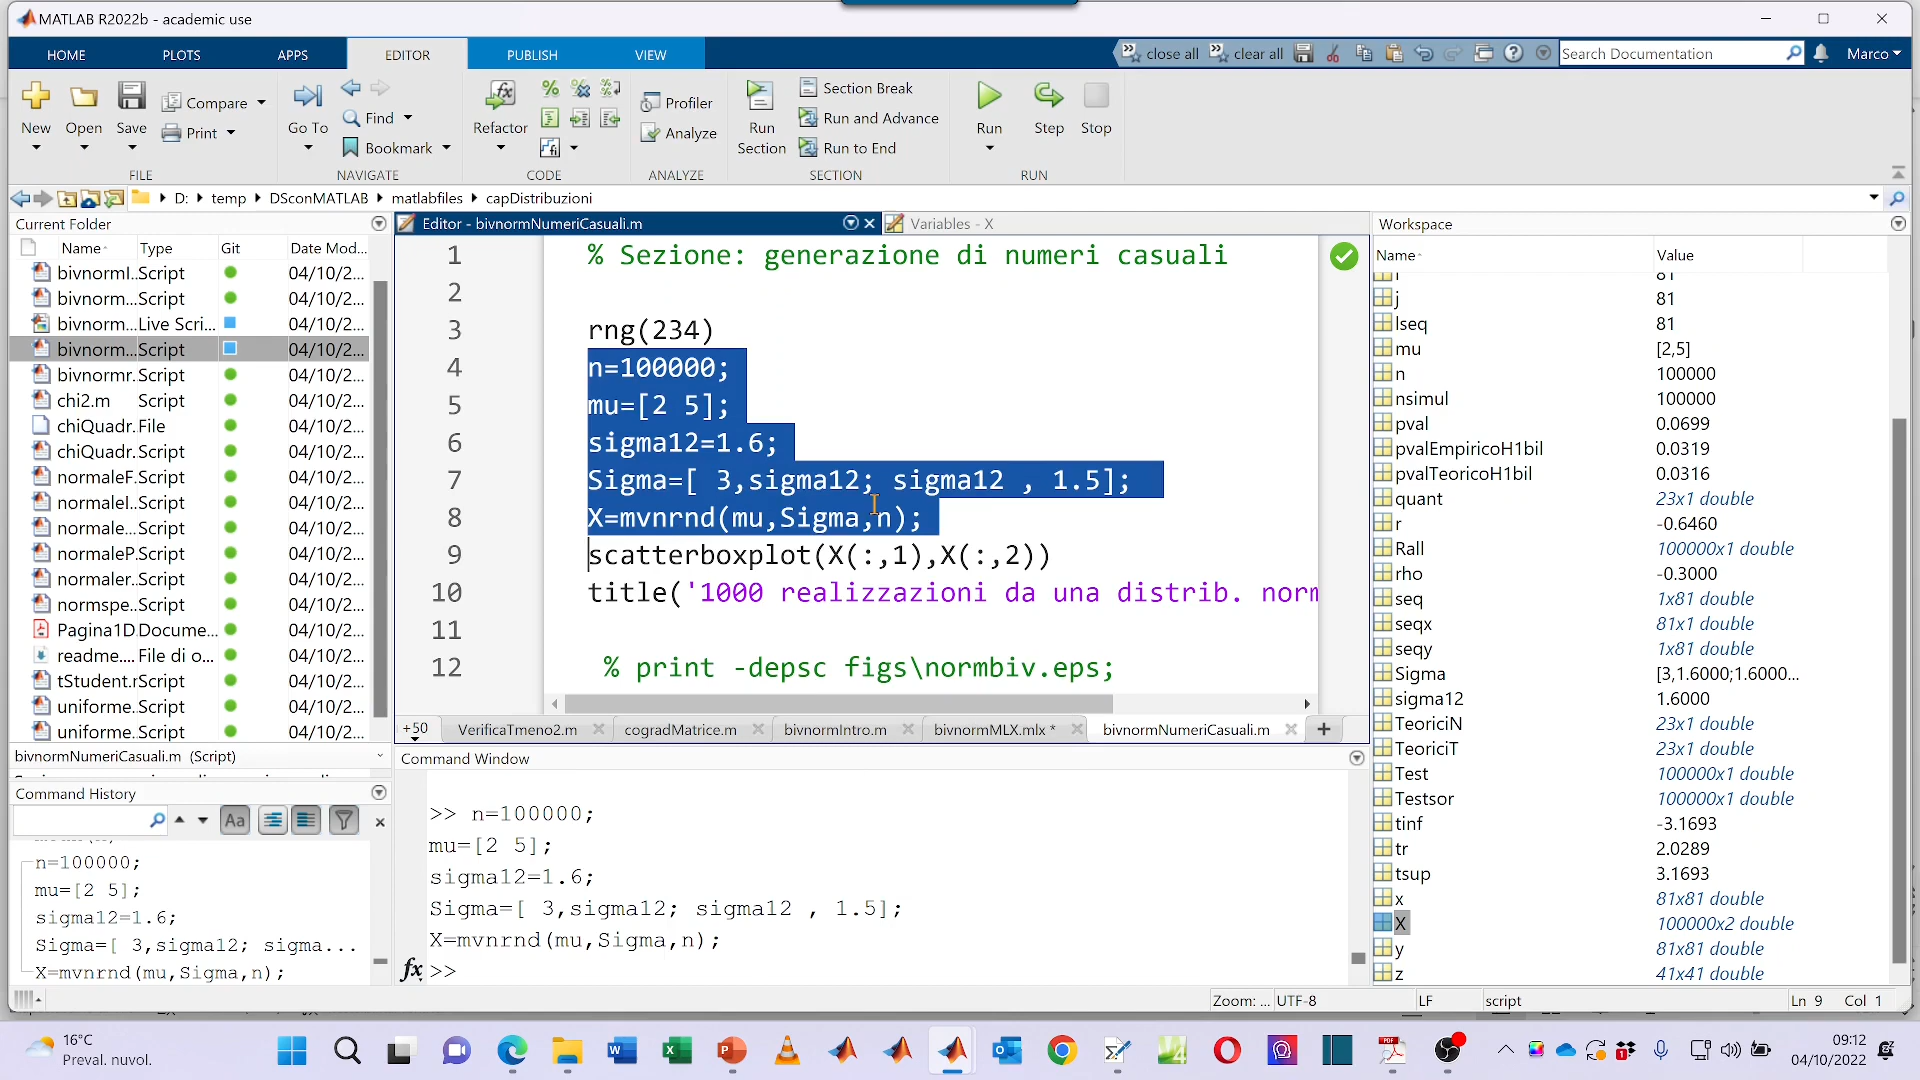 MATLAB R2022b - academic use
HOME PLOTS APPS EDITOR PUBLISH VIEW
close all clear all Search Documentation Marco
New Open Save Compare Print
Go To Find Bookmark
Refactor
Profiler Analyze
Run Section Section Break Run and Advance Run to End
Run Step Stop
FILE NAVIGATE CODE ANALYZE SECTION RUN
D: temp DSconMATLAB matlabfiles capDistribuzioni
Current Folder
Name Type Git Date Mod...
bivnormI... Script 04/10/2...
bivnorm... Script 04/10/2...
bivnorm... Live Scri... 04/10/2...
bivnorm... Script 04/10/2...
bivnormr... Script 04/10/2...
chi2.m Script 04/10/2...
chiQuadr... File 04/10/2...
chiQuadr... Script 04/10/2...
normaleF... Script 04/10/2...
normaleI... Script 04/10/2...
normale... Script 04/10/2...
normaleP... Script 04/10/2...
normaler... Script 04/10/2...
normspe... Script 04/10/2...
Pagina1D... Docume... 04/10/2...
readme.... File di o... 04/10/2...
tStudent.r Script 04/10/2...
uniforme... Script 04/10/2...
uniforme... Script 04/10/2...
bivnormNumeriCasuali.m (Script)
Command History
Aa
n=100000;
mu=[2 5];
sigma12=1.6;
Sigma=[ 3,sigma12; sigma...
X=mvnrnd(mu,Sigma,n);
Editor - bivnormNumeriCasuali.m
Variables - X
1 % Sezione: generazione di numeri casuali
2
3 rng(234)
4 n=100000;
5 mu=[2 5];
6 sigma12=1.6;
7 Sigma=[ 3,sigma12; sigma12 , 1.5];
8 X=mvnrnd(mu,Sigma,n);
9 scatterboxplot(X(:,1),X(:,2))
10 title('1000 realizzazioni da una distrib. norm
11
12 % print -depsc figs\normbiv.eps;
+50 VerificaTmeno2.m cogradMatrice.m bivnormIntro.m bivnormMLX.mlx * bivnormNumeriCasuali.m
Command Window
>> n=100000;
mu=[2 5];
sigma12=1.6;
Sigma=[ 3,sigma12; sigma12 , 1.5];
X=mvnrnd(mu,Sigma,n);
fx >>
Workspace
Name Value
j 81
lseq 81
mu [2,5]
n 100000
nsimul 100000
pval 0.0699
pvalEmpiricoH1bil 0.0319
pvalTeoricoH1bil 0.0316
quant 23x1 double
r -0.6460
Rall 100000x1 double
rho -0.3000
seq 1x81 double
seqx 81x1 double
seqy 1x81 double
Sigma [3,1.6000;1.6000...
sigma12 1.6000
TeoriciN 23x1 double
TeoriciT 23x1 double
Test 100000x1 double
Testsor 100000x1 double
tinf -3.1693
tr 2.0289
tsup 3.1693
x 81x81 double
X 100000x2 double
y 81x81 double
z 41x41 double
Zoom: ... UTF-8 LF script Ln 9 Col 1
16°C
Preval. nuvol.
09:12
04/10/2022